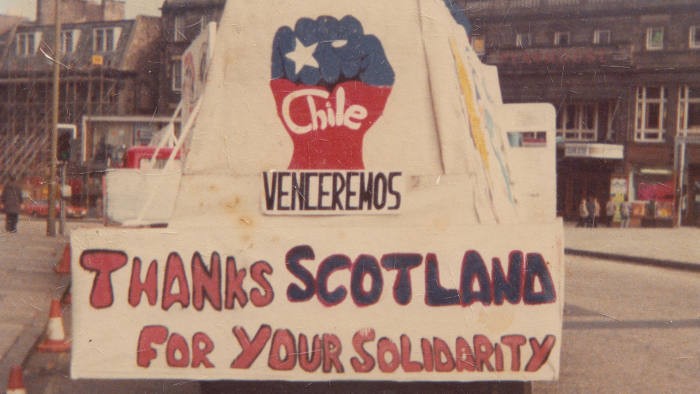 Chile
VENCEREMOS
THANKS SCOTLAND
FOR YOUR SOLIDARITY